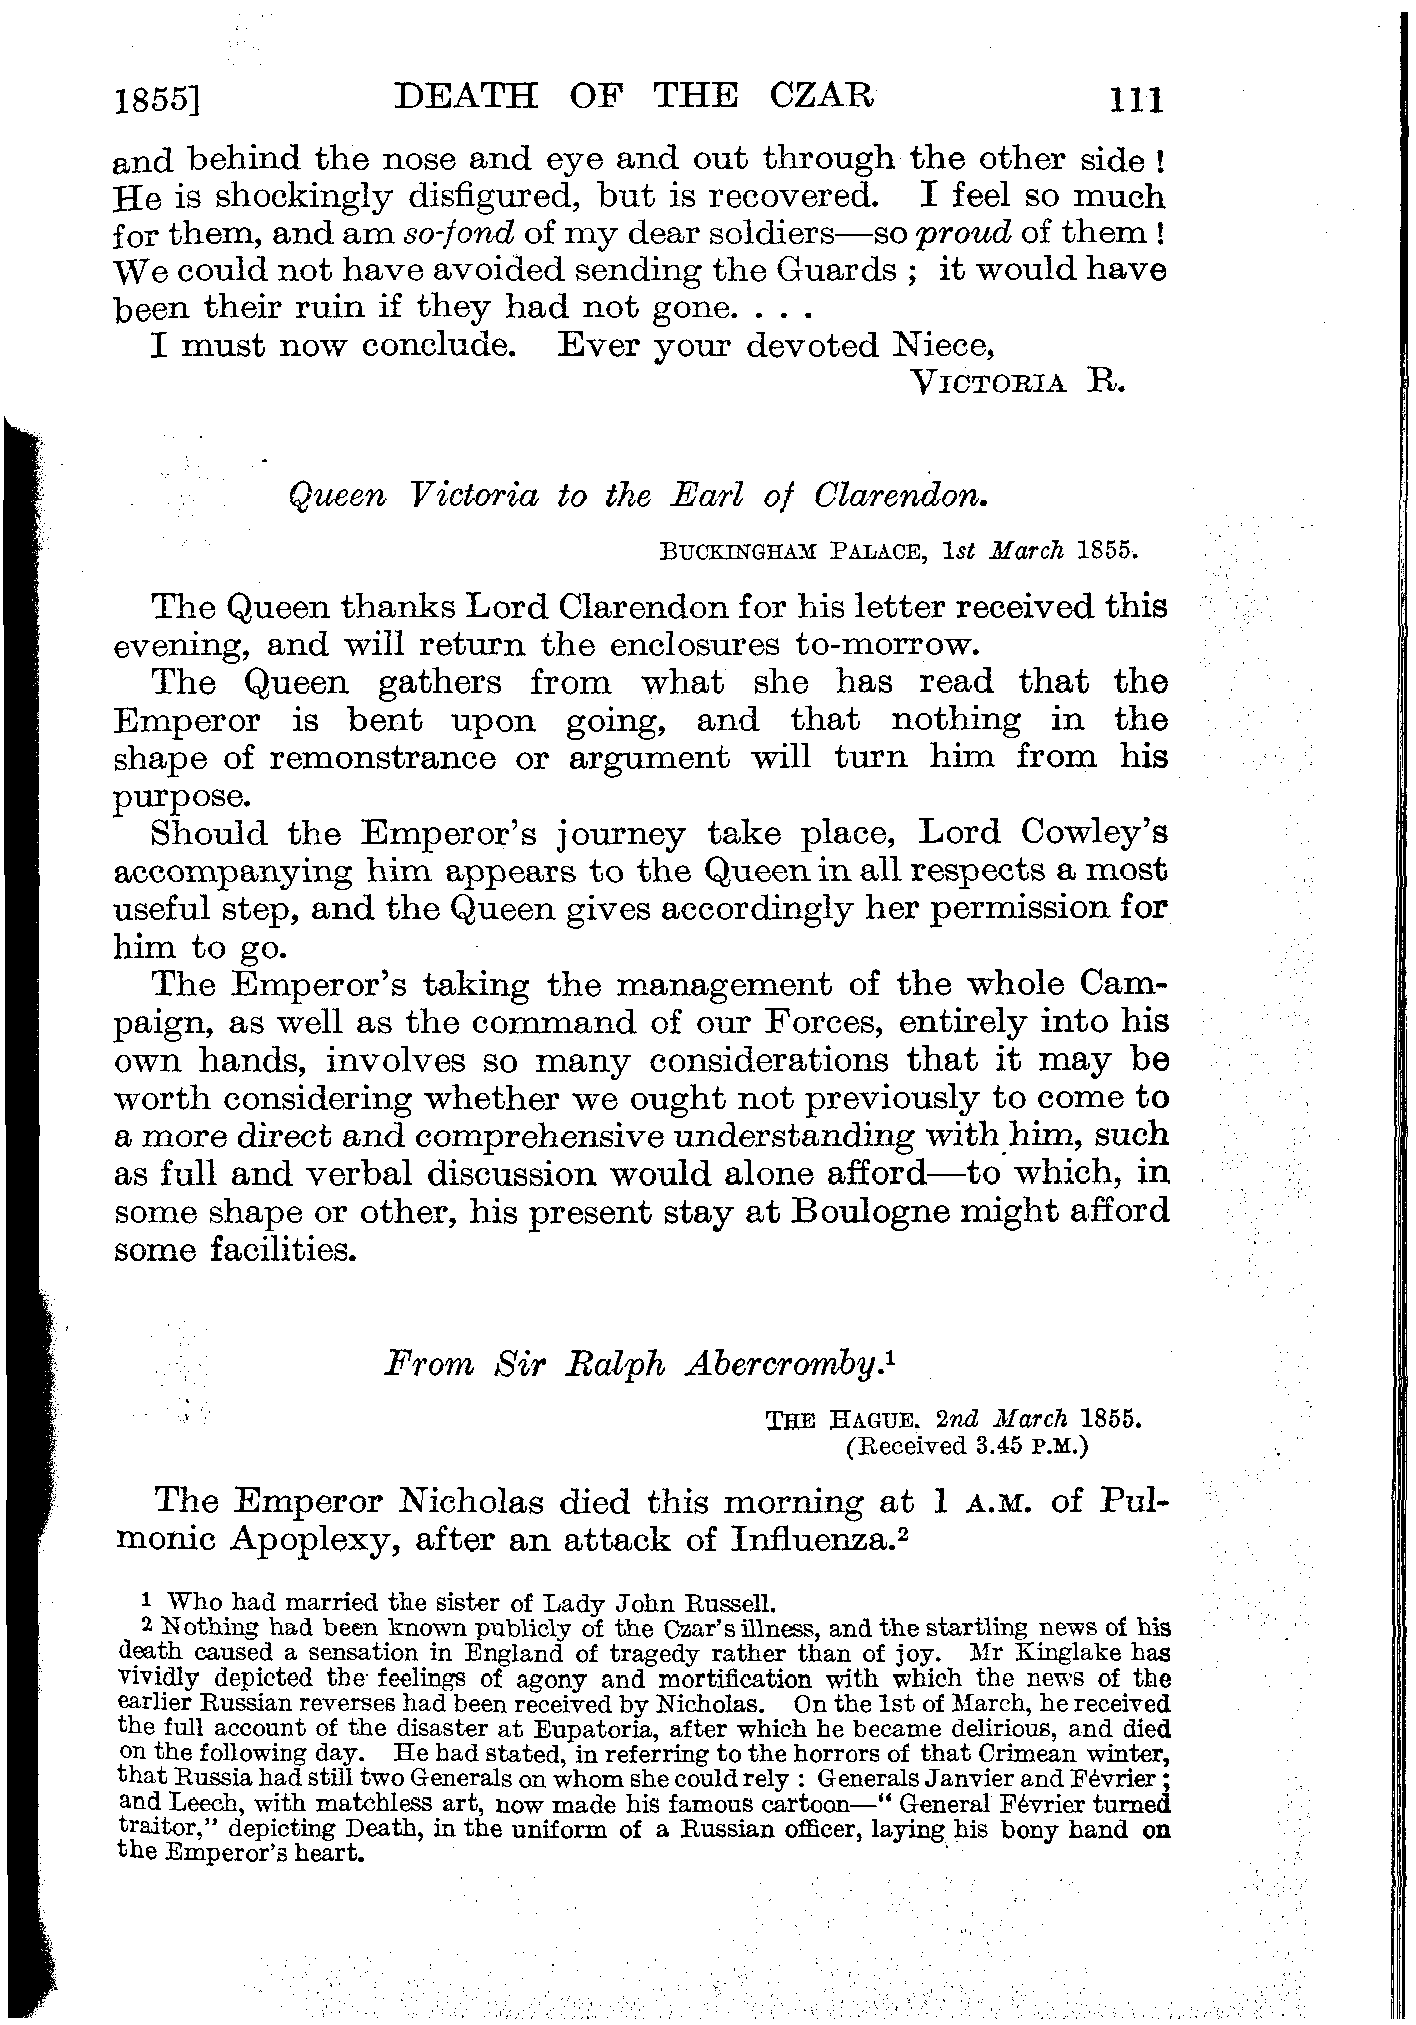 1855] DEATH OF THE CZAR 111
and behind the nose and eye and out through the other side !
He is shockingly disfigured, but is recovered. I feel so much
for them, and am so-fond of my dear soldiers—so proud of them !
We could not have avoided sending the Guards ; it would have
been their ruin if they had not gone. . . .
I must now conclude. Ever your devoted Niece,
VICTORIA R.
Queen Victoria to the Earl of Clarendon.
BUCKINGHAM PALACE, 1st March 1855.
The Queen thanks Lord Clarendon for his letter received this
evening, and will return the enclosures to-morrow.
The Queen gathers from what she has read that the
Emperor is bent upon going, and that nothing in the
shape of remonstrance or argument will turn him from his
purpose.
Should the Emperor's journey take place, Lord Cowley's
accompanying him appears to the Queen in all respects a most
useful step, and the Queen gives accordingly her permission for
him to go.
The Emperor's taking the management of the whole Cam-
paign, as well as the command of our Forces, entirely into his
own hands, involves so many considerations that it may be
worth considering whether we ought not previously to come to
a more direct and comprehensive understanding with him, such
as full and verbal discussion would alone afford—to which, in
some shape or other, his present stay at Boulogne might afford
some facilities.
From Sir Ralph Abercromby.¹
THE HAGUE. 2nd March 1855.
(Received 3.45 P.M.)
The Emperor Nicholas died this morning at 1 A.M. of Pul-
monic Apoplexy, after an attack of Influenza.²
1 Who had married the sister of Lady John Russell.
2 Nothing had been known publicly of the Czar's illness, and the startling news of his
death caused a sensation in England of tragedy rather than of joy. Mr Kinglake has
vividly depicted the feelings of agony and mortification with which the news of the
earlier Russian reverses had been received by Nicholas. On the 1st of March, he received
the full account of the disaster at Eupatoria, after which he became delirious, and died
on the following day. He had stated, in referring to the horrors of that Crimean winter,
that Russia had still two Generals on whom she could rely : Generals Janvier and Février ;
and Leech, with matchless art, now made his famous cartoon—" General Février turned
traitor," depicting Death, in the uniform of a Russian officer, laying his bony hand on
the Emperor's heart.